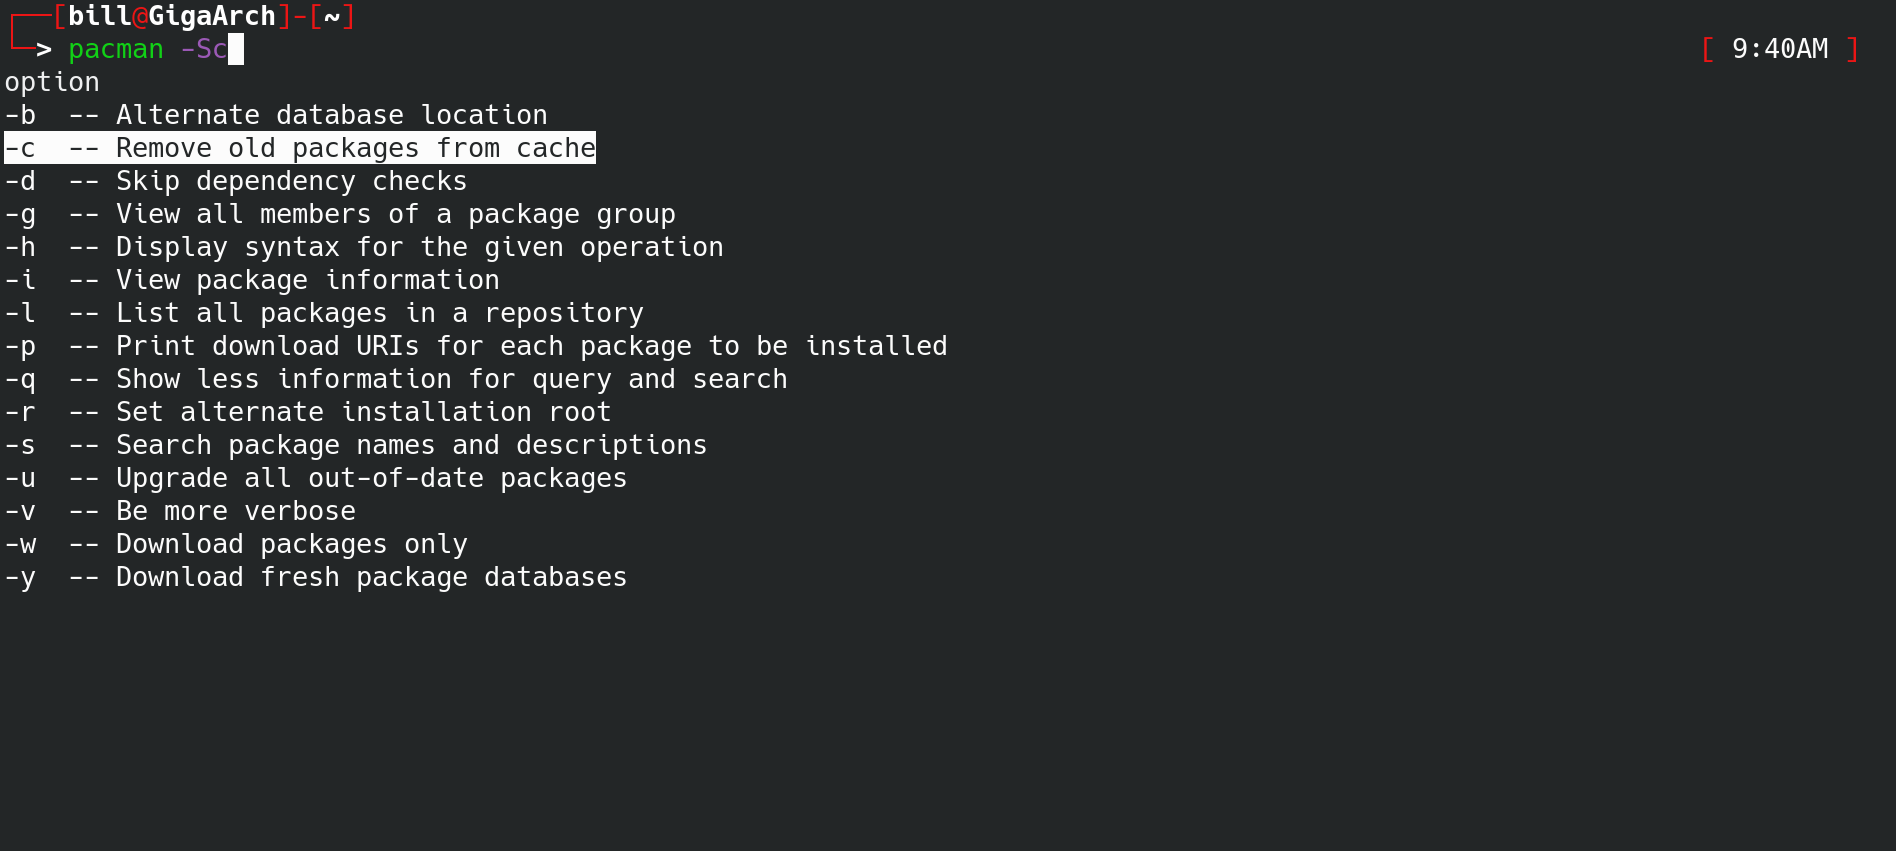 ┌──[bill@GigaArch]-[~]
└─> pacman -Sc [ 9:40AM ]
option
-b  -- Alternate database location
-c  -- Remove old packages from cache
-d  -- Skip dependency checks
-g  -- View all members of a package group
-h  -- Display syntax for the given operation
-i  -- View package information
-l  -- List all packages in a repository
-p  -- Print download URIs for each package to be installed
-q  -- Show less information for query and search
-r  -- Set alternate installation root
-s  -- Search package names and descriptions
-u  -- Upgrade all out-of-date packages
-v  -- Be more verbose
-w  -- Download packages only
-y  -- Download fresh package databases